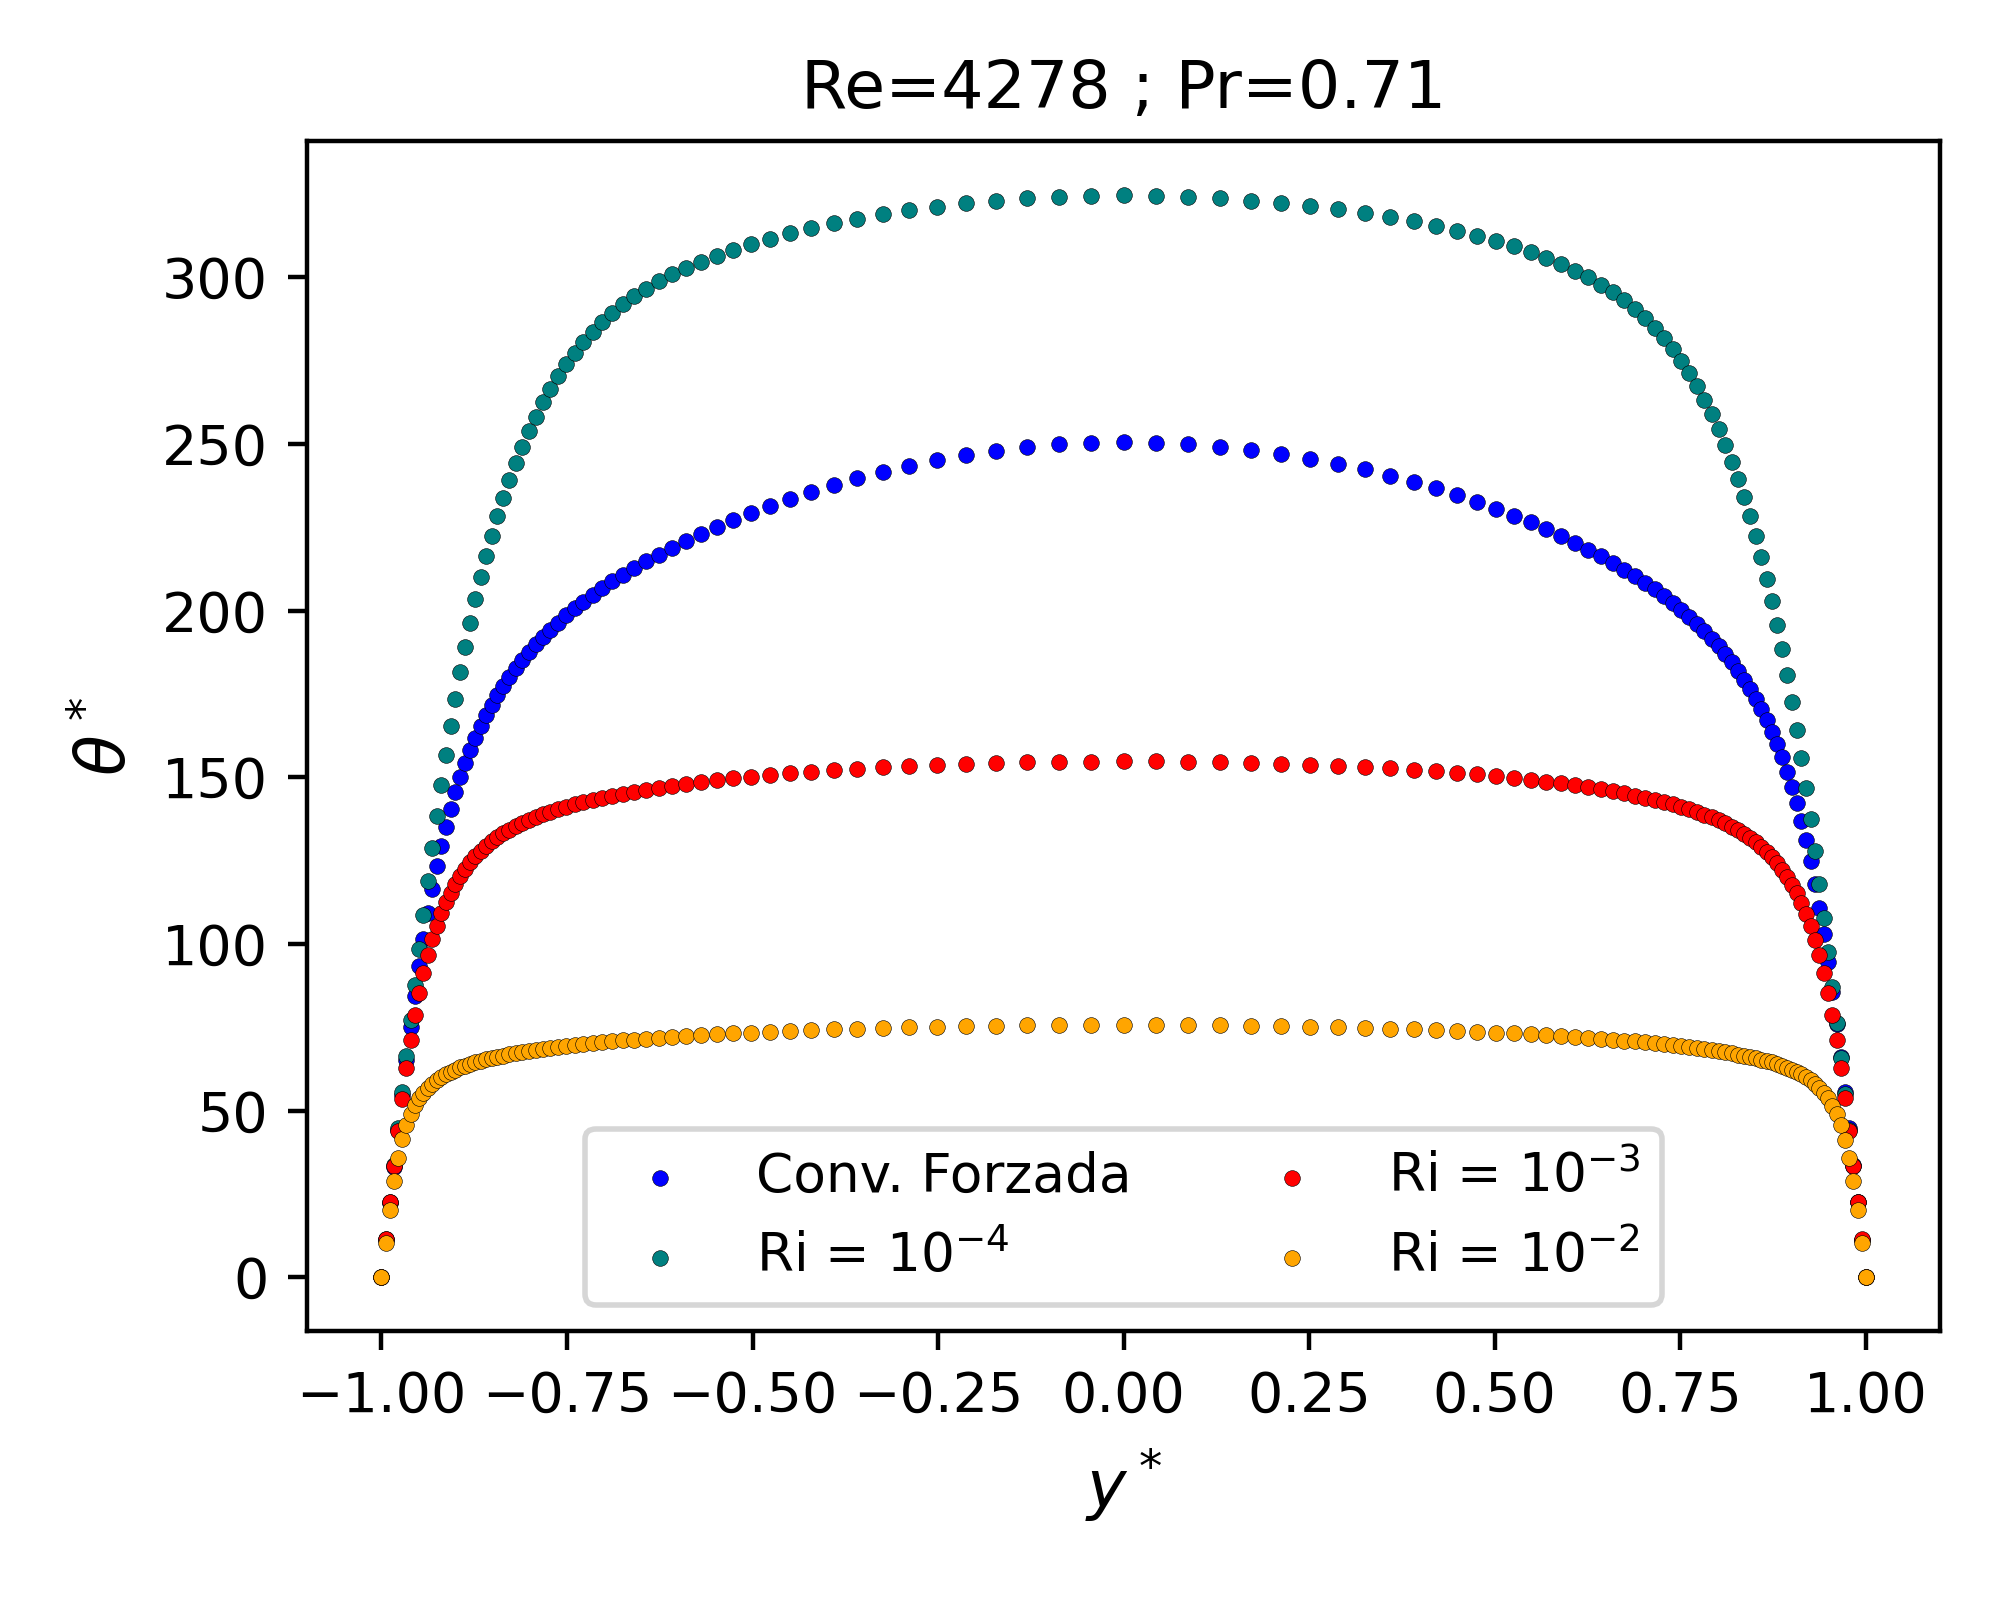 Re=4278 ; Pr=0.71
θ*
300
250
200
150
100
50
0
Conv. Forzada
Ri = 10⁻⁴
Ri = 10⁻³
Ri = 10⁻²
−1.00 −0.75 −0.50 −0.25 0.00 0.25 0.50 0.75 1.00
y*